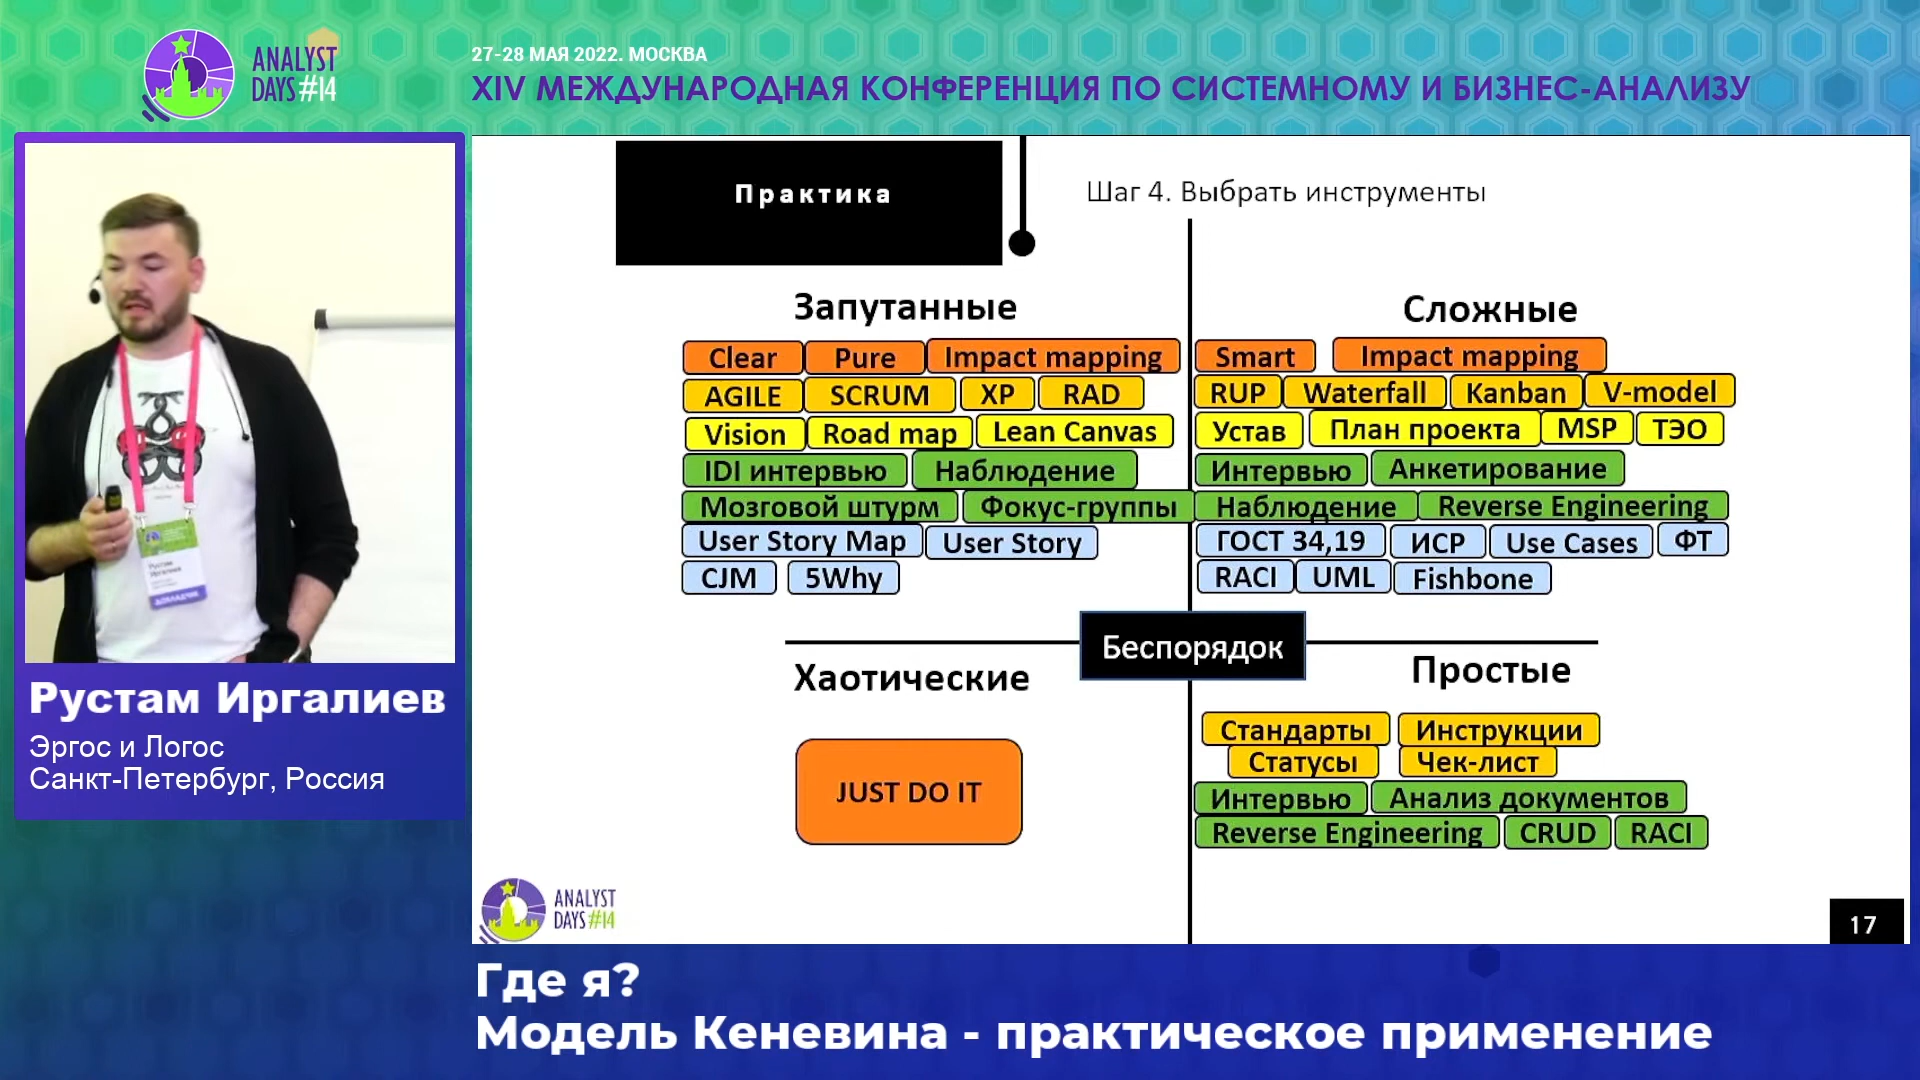 ANALYST
DAYS #14
27-28 МАЯ 2022. МОСКВА
XIV МЕЖДУНАРОДНАЯ КОНФЕРЕНЦИЯ ПО СИСТЕМНОМУ И БИЗНЕС-АНАЛИЗУ
Рустам
Иргалиев
ДОКЛАДЧИК
Рустам Иргалиев
Эргос и Логос
Санкт-Петербург, Россия
Практика
Шаг 4. Выбрать инструменты
Запутанные
Clear Pure Impact mapping
AGILE SCRUM XP RAD
Vision Road map Lean Canvas
IDI интервью Наблюдение
Мозговой штурм Фокус-группы
User Story Map User Story
CJM 5Why
Сложные
Smart Impact mapping
RUP Waterfall Kanban V-model
Устав План проекта MSP ТЭО
Интервью Анкетирование
Наблюдение Reverse Engineering
ГОСТ 34,19 ИСР Use Cases ФТ
RACI UML Fishbone
Беспорядок
Хаотические
JUST DO IT
Простые
Стандарты Инструкции
Статусы Чек-лист
Интервью Анализ документов
Reverse Engineering CRUD RACI
ANALYST
DAYS #14
17
Где я?
Модель Кеневина - практическое применение